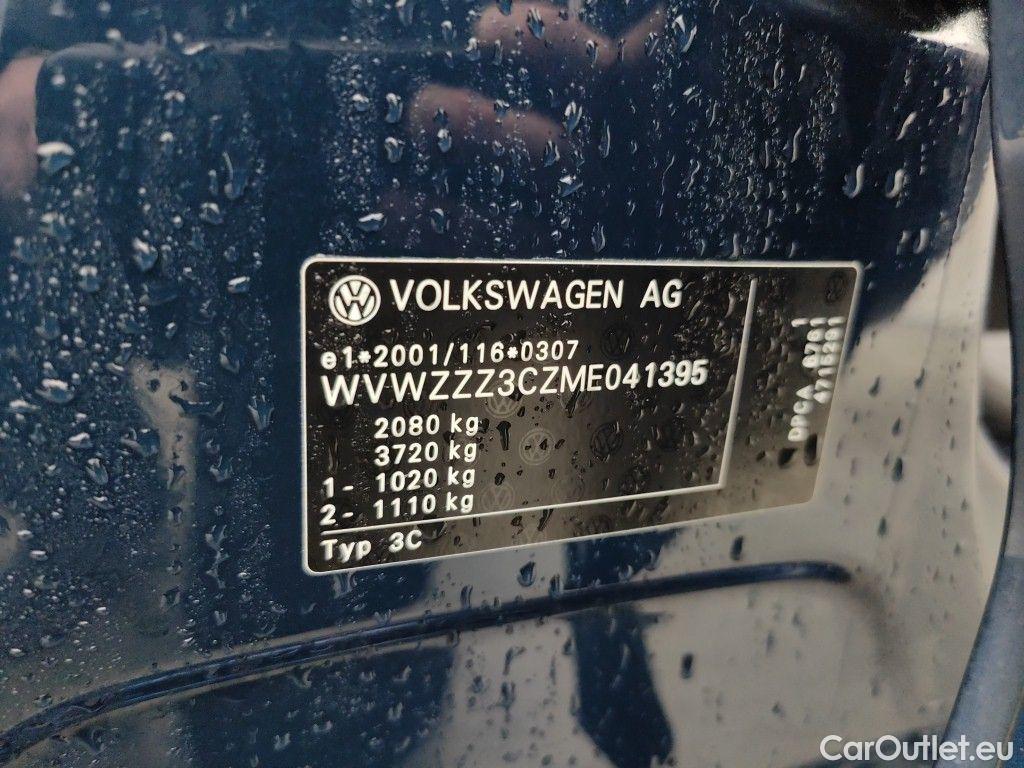 VOLKSWAGEN AG
e1*2001/116*0307
WVWZZZ3CZME041395
2080 kg
3720 kg
1- 1020 kg
2- 1110 kg
Typ 3C
CarOutlet.eu